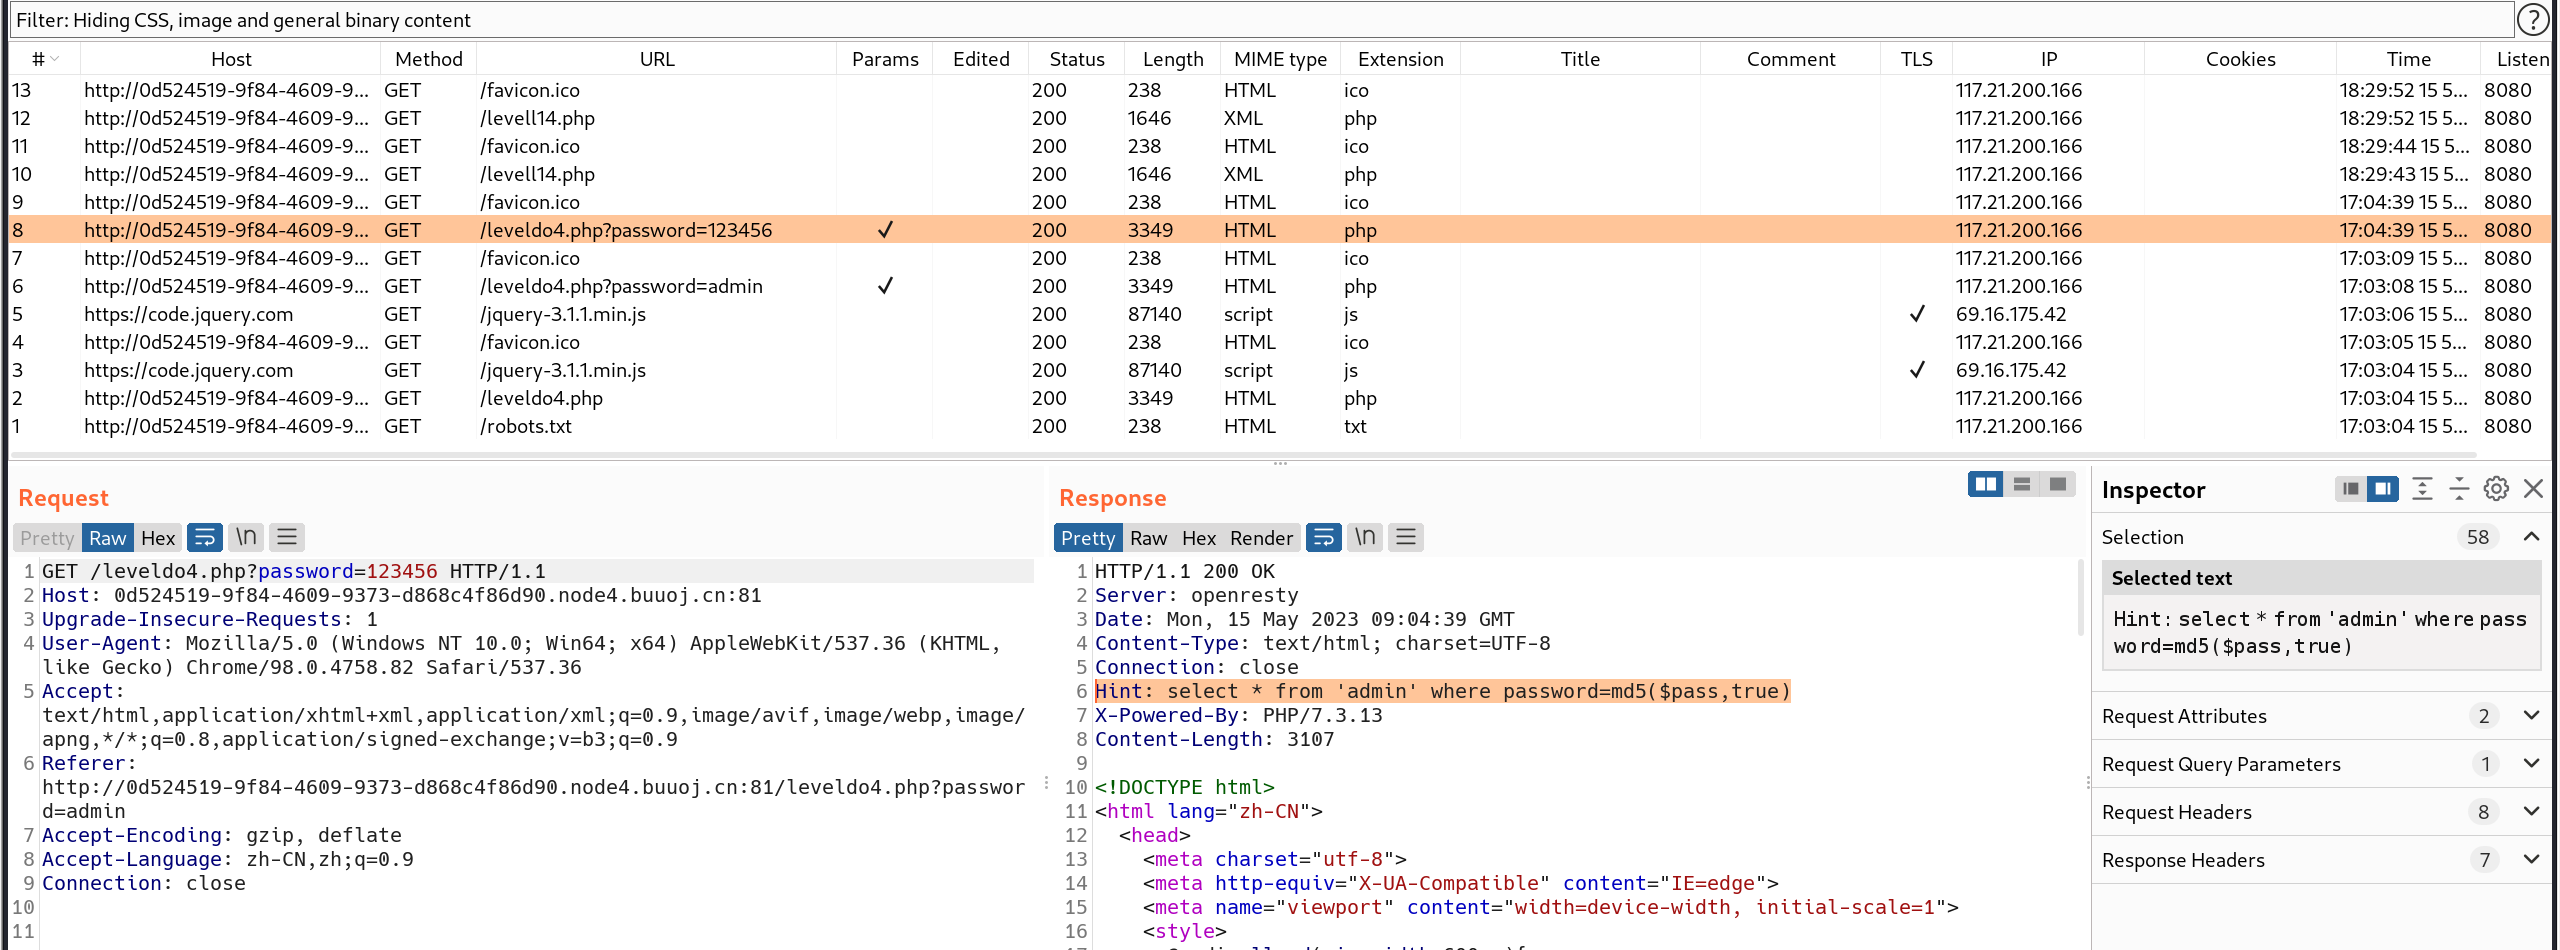 Filter: Hiding CSS, image and general binary content
# Host Method URL Params Edited Status Length MIME type Extension Title Comment TLS IP Cookies Time Listen
13 http://0d524519-9f84-4609-9... GET /favicon.ico 200 238 HTML ico 117.21.200.166 18:29:52 15 5... 8080
12 http://0d524519-9f84-4609-9... GET /levell14.php 200 1646 XML php 117.21.200.166 18:29:52 15 5... 8080
11 http://0d524519-9f84-4609-9... GET /favicon.ico 200 238 HTML ico 117.21.200.166 18:29:44 15 5... 8080
10 http://0d524519-9f84-4609-9... GET /levell14.php 200 1646 XML php 117.21.200.166 18:29:43 15 5... 8080
9 http://0d524519-9f84-4609-9... GET /favicon.ico 200 238 HTML ico 117.21.200.166 17:04:39 15 5... 8080
8 http://0d524519-9f84-4609-9... GET /leveldo4.php?password=123456 ✓ 200 3349 HTML php 117.21.200.166 17:04:39 15 5... 8080
7 http://0d524519-9f84-4609-9... GET /favicon.ico 200 238 HTML ico 117.21.200.166 17:03:09 15 5... 8080
6 http://0d524519-9f84-4609-9... GET /leveldo4.php?password=admin ✓ 200 3349 HTML php 117.21.200.166 17:03:08 15 5... 8080
5 https://code.jquery.com GET /jquery-3.1.1.min.js 200 87140 script js ✓ 69.16.175.42 17:03:06 15 5... 8080
4 http://0d524519-9f84-4609-9... GET /favicon.ico 200 238 HTML ico 117.21.200.166 17:03:05 15 5... 8080
3 https://code.jquery.com GET /jquery-3.1.1.min.js 200 87140 script js ✓ 69.16.175.42 17:03:04 15 5... 8080
2 http://0d524519-9f84-4609-9... GET /leveldo4.php 200 3349 HTML php 117.21.200.166 17:03:04 15 5... 8080
1 http://0d524519-9f84-4609-9... GET /robots.txt 200 238 HTML txt 117.21.200.166 17:03:04 15 5... 8080
Request
Pretty Raw Hex \n
1 GET /leveldo4.php?password=123456 HTTP/1.1
2 Host: 0d524519-9f84-4609-9373-d868c4f86d90.node4.buuoj.cn:81
3 Upgrade-Insecure-Requests: 1
4 User-Agent: Mozilla/5.0 (Windows NT 10.0; Win64; x64) AppleWebKit/537.36 (KHTML,
like Gecko) Chrome/98.0.4758.82 Safari/537.36
5 Accept:
text/html,application/xhtml+xml,application/xml;q=0.9,image/avif,image/webp,image/
apng,*/*;q=0.8,application/signed-exchange;v=b3;q=0.9
6 Referer:
http://0d524519-9f84-4609-9373-d868c4f86d90.node4.buuoj.cn:81/leveldo4.php?passwor
d=admin
7 Accept-Encoding: gzip, deflate
8 Accept-Language: zh-CN,zh;q=0.9
9 Connection: close
10
11
Response
Pretty Raw Hex Render \n
1 HTTP/1.1 200 OK
2 Server: openresty
3 Date: Mon, 15 May 2023 09:04:39 GMT
4 Content-Type: text/html; charset=UTF-8
5 Connection: close
6 Hint: select * from 'admin' where password=md5($pass,true)
7 X-Powered-By: PHP/7.3.13
8 Content-Length: 3107
9
10 <!DOCTYPE html>
11 <html lang="zh-CN">
12 <head>
13 <meta charset="utf-8">
14 <meta http-equiv="X-UA-Compatible" content="IE=edge">
15 <meta name="viewport" content="width=device-width, initial-scale=1">
16 <style>
Inspector
Selection 58
Selected text
Hint: select * from 'admin' where pass
word=md5($pass,true)
Request Attributes 2
Request Query Parameters 1
Request Headers 8
Response Headers 7